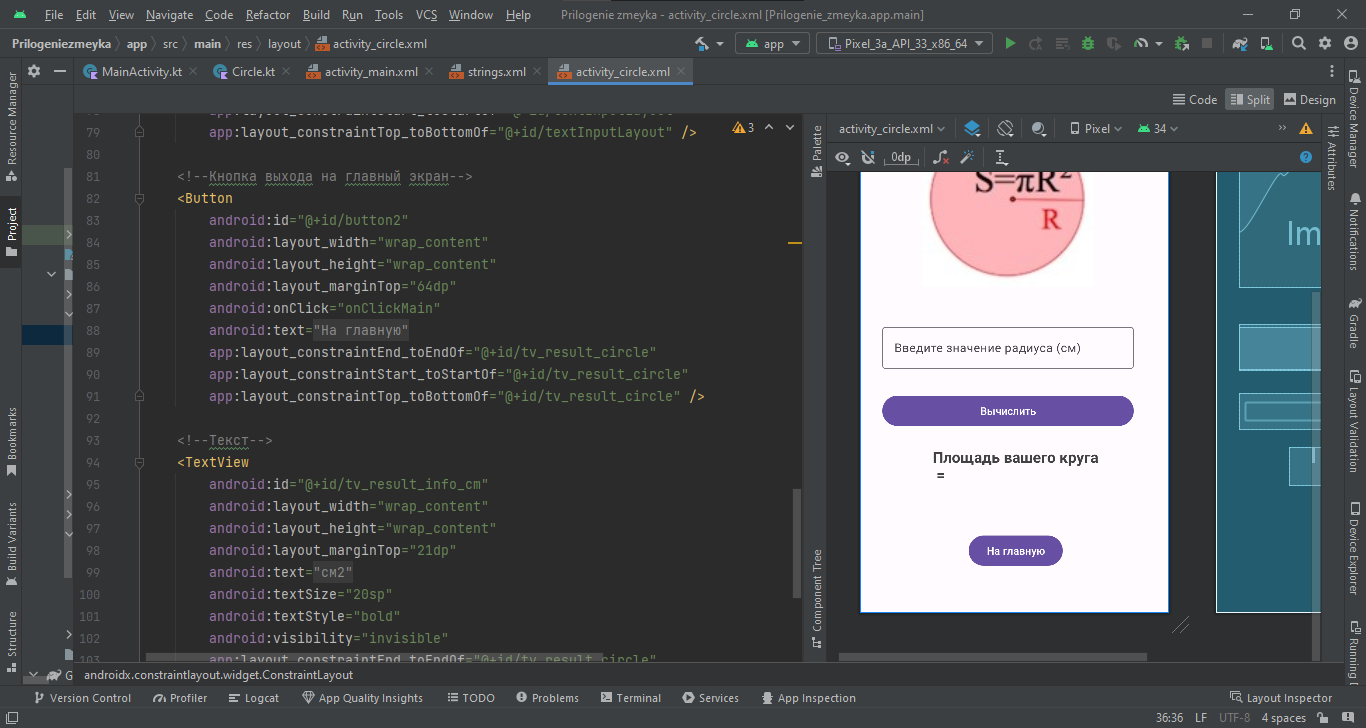 File Edit View Navigate Code Refactor Build Run Tools VCS Window Help Prilogenie zmeyka - activity_circle.xml [Prilogenie_zmeyka.app.main]
Prilogeniezmeyka app src main res layout activity_circle.xml app Pixel_3a_API_33_x86_64
MainActivity.kt Circle.kt activity_main.xml strings.xml activity_circle.xml
Code Split Design
79 app:layout_constraintTop_toBottomOf="@+id/textInputLayout" />
80
81 <!--Кнопка выхода на главный экран-->
82 <Button
83 android:id="@+id/button2"
84 android:layout_width="wrap_content"
85 android:layout_height="wrap_content"
86 android:layout_marginTop="64dp"
87 android:onClick="onClickMain"
88 android:text="На главную"
89 app:layout_constraintEnd_toEndOf="@+id/tv_result_circle"
90 app:layout_constraintStart_toStartOf="@+id/tv_result_circle"
91 app:layout_constraintTop_toBottomOf="@+id/tv_result_circle" />
92
93 <!--Текст-->
94 <TextView
95 android:id="@+id/tv_result_info_cm"
96 android:layout_width="wrap_content"
97 android:layout_height="wrap_content"
98 android:layout_marginTop="21dp"
99 android:text="см2"
100 android:textSize="20sp"
101 android:textStyle="bold"
102 android:visibility="invisible"
103 app:layout_constraintEnd_toEndOf="@+id/tv_result_circle"
3
activity_circle.xml Pixel 34
0dp
S=πR²
R
Введите значение радиуса (см)
Вычислить
Площадь вашего круга
=
На главную
Im
Resource Manager
Project
Bookmarks
Build Variants
Structure
Palette
Component Tree
Attributes
Device Manager
Notifications
Gradle
Layout Validation
Device Explorer
Running
G androidx.constraintlayout.widget.ConstraintLayout
Version Control Profiler Logcat App Quality Insights TODO Problems Terminal Services App Inspection Layout Inspector
36:36 LF UTF-8 4 spaces